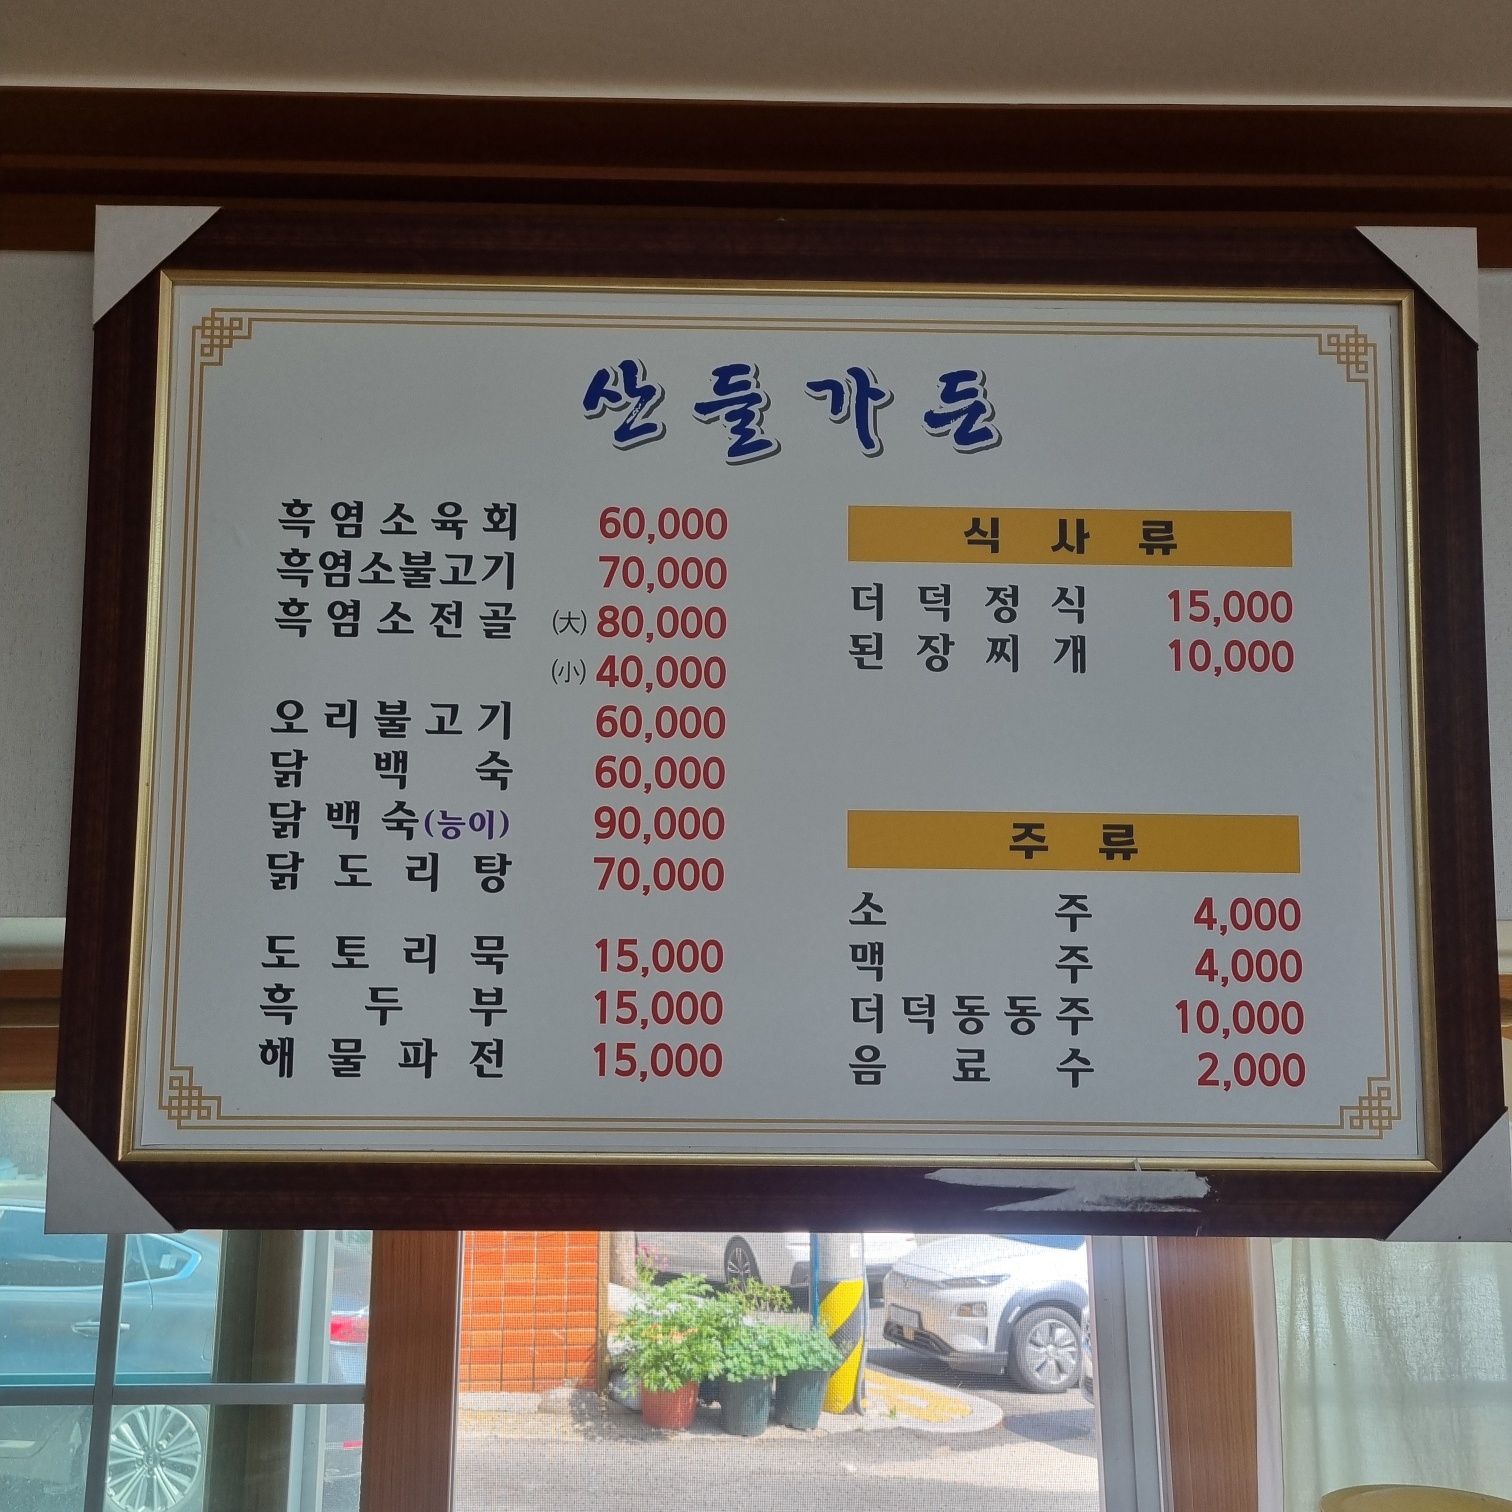 산들가든
흑염소육회 60,000
흑염소불고기 70,000
흑염소전골 (大) 80,000
(小) 40,000
오리불고기 60,000
닭백숙 60,000
닭백숙(능이) 90,000
닭도리탕 70,000
도토리묵 15,000
흑두부 15,000
해물파전 15,000
식사류
더덕정식 15,000
된장찌개 10,000
주류
소주 4,000
맥주 4,000
더덕동동주 10,000
음료수 2,000